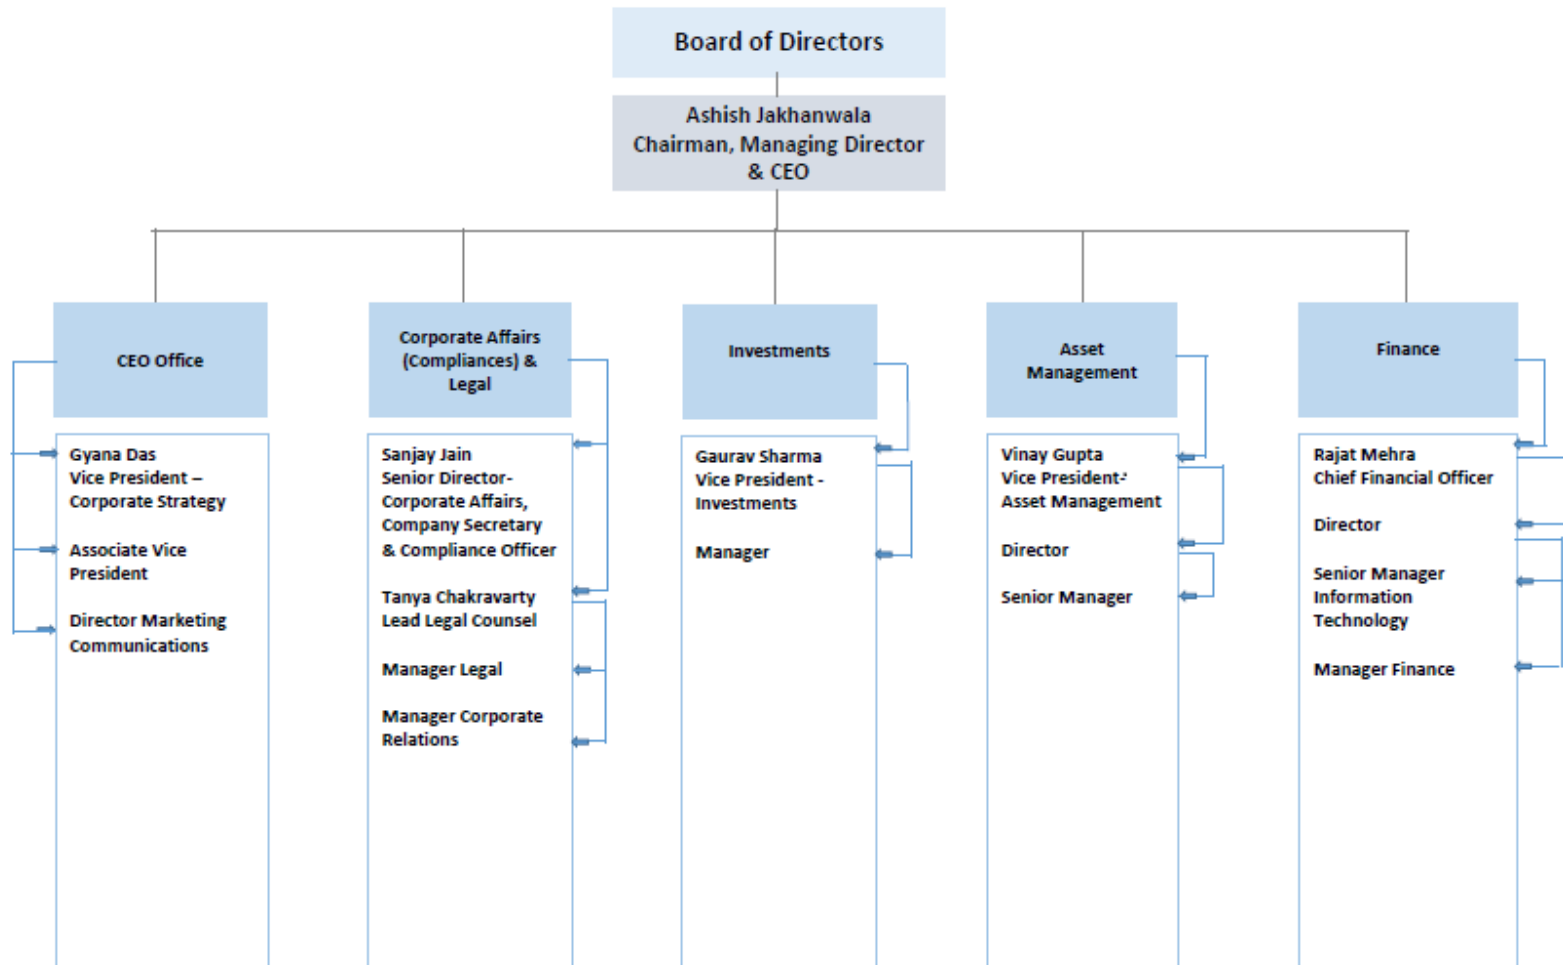 Board of Directors
Ashish Jakhanwala
Chairman, Managing Director
& CEO
CEO Office
Gyana Das
Vice President –
Corporate Strategy
Associate Vice
President
Director Marketing
Communications
Corporate Affairs
(Compliances) &
Legal
Sanjay Jain
Senior Director-
Corporate Affairs,
Company Secretary
& Compliance Officer
Tanya Chakravarty
Lead Legal Counsel
Manager Legal
Manager Corporate
Relations
Investments
Gaurav Sharma
Vice President -
Investments
Manager
Asset
Management
Vinay Gupta
Vice President-
Asset Management
Director
Senior Manager
Finance
Rajat Mehra
Chief Financial Officer
Director
Senior Manager
Information
Technology
Manager Finance